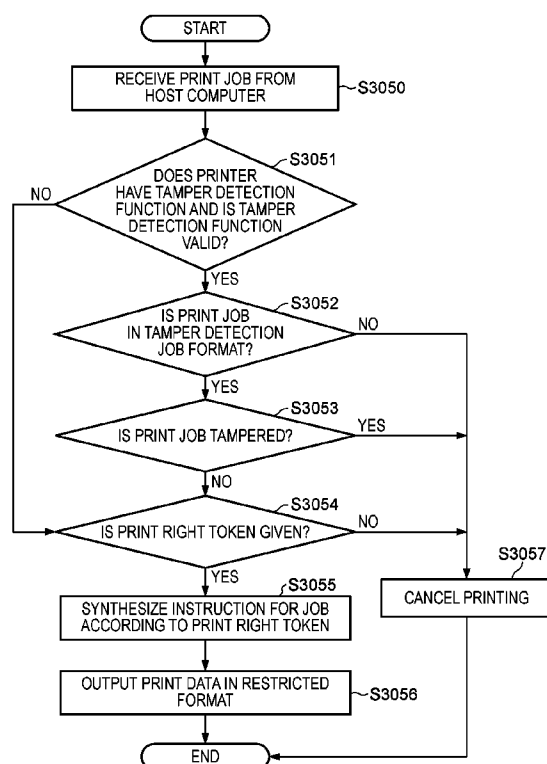 START
RECEIVE PRINT JOB FROM
HOST COMPUTER
S3050
S3051
DOES PRINTER
HAVE TAMPER DETECTION
FUNCTION AND IS TAMPER
DETECTION FUNCTION
VALID?
NO
YES
S3052
IS PRINT JOB
IN TAMPER DETECTION
JOB FORMAT?
NO
YES
S3053
IS PRINT JOB TAMPERED?
YES
NO
S3054
IS PRINT RIGHT TOKEN GIVEN?
NO
YES
S3055
SYNTHESIZE INSTRUCTION FOR JOB
ACCORDING TO PRINT RIGHT TOKEN
S3057
CANCEL PRINTING
OUTPUT PRINT DATA IN RESTRICTED
FORMAT
S3056
END